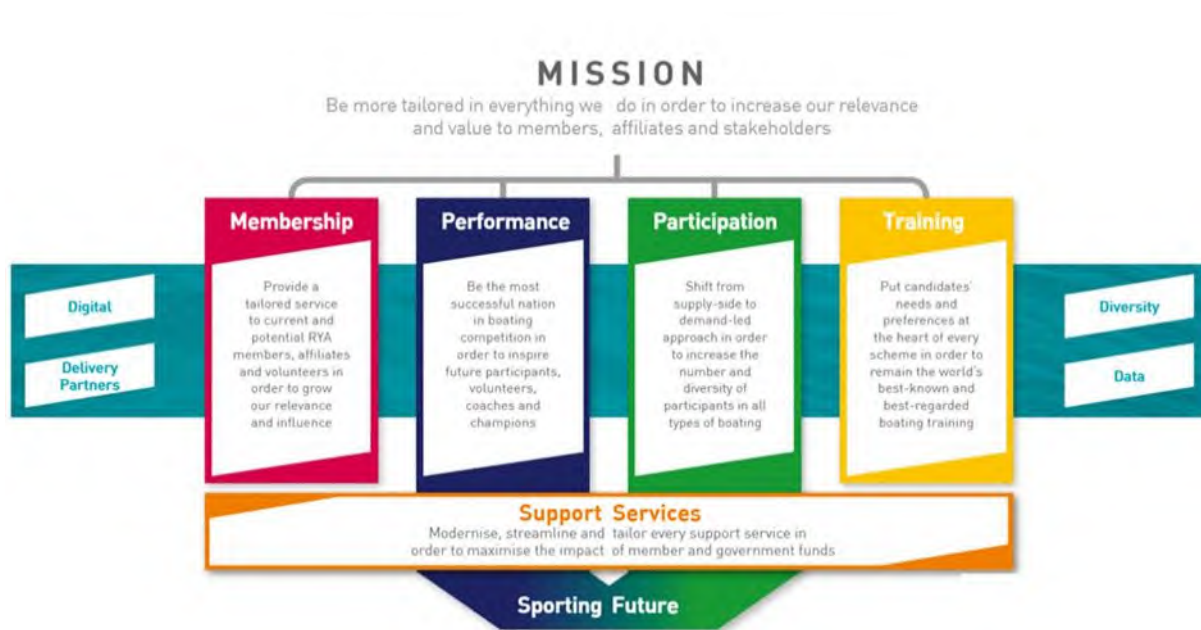 MISSION
Be more tailored in everything we do in order to increase our relevance
and value to members, affiliates and stakeholders
Membership
Provide a
tailored service
to current and
potential RYA
members, affiliates
and volunteers in
order to grow
our relevance
and influence
Performance
Be the most
successful nation
in boating
competition in
order to inspire
future participants,
volunteers,
coaches and
champions
Participation
Shift from
supply-side to
demand-led
approach in order
to increase the
number and
diversity of
participants in all
types of boating
Training
Put candidates'
needs and
preferences at
the heart of every
scheme in order to
remain the world's
best-known and
best-regarded
boating training
Digital
Delivery
Partners
Diversity
Data
Support Services
Modernise, streamline and tailor every support service in
order to maximise the impact of member and government funds
Sporting Future